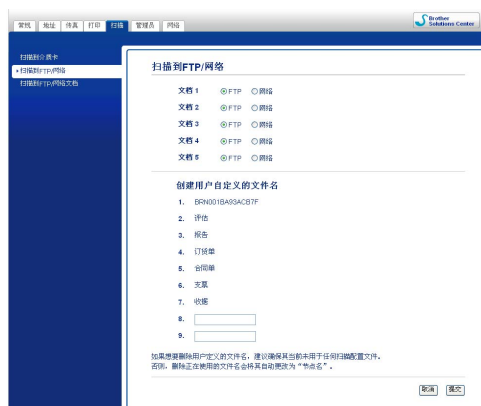 Brother
Solutions Center
常规 地址 传真 打印 扫描 管理员 网络
扫描到介质卡
扫描到FTP/网络
扫描到FTP/网络文档
扫描到FTP/网络
文档 1 FTP 网络
文档 2 FTP 网络
文档 3 FTP 网络
文档 4 FTP 网络
文档 5 FTP 网络
创建用户自定义的文件名
1. BRN001BA93ACB7F
2. 评估
3. 报告
4. 订货单
5. 合同单
6. 支票
7. 收据
8.
9.
如果想要删除用户定义的文件名，建议确保其当前未用于任何扫描配置文件。
否则，删除正在使用的文件名会将其自动更改为“节点名”。
取消 提交